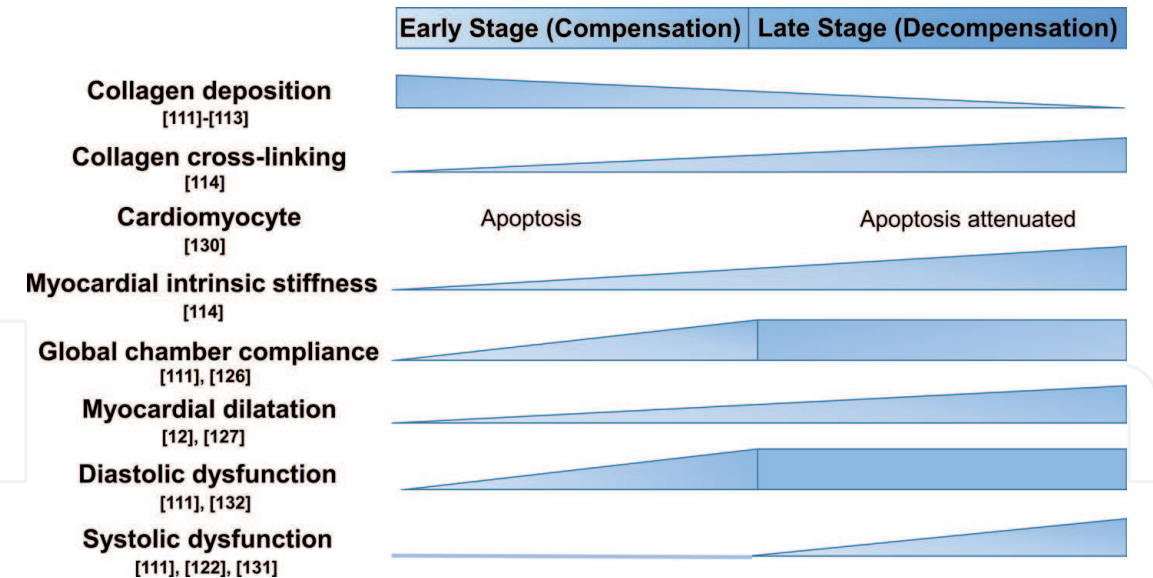 Early Stage (Compensation) Late Stage (Decompensation)
Collagen deposition
[111]-[113]
Collagen cross-linking
[114]
Cardiomyocyte Apoptosis Apoptosis attenuated
[130]
Myocardial intrinsic stiffness
[114]
Global chamber compliance
[111], [126]
Myocardial dilatation
[12], [127]
Diastolic dysfunction
[111], [132]
Systolic dysfunction
[111], [122], [131]